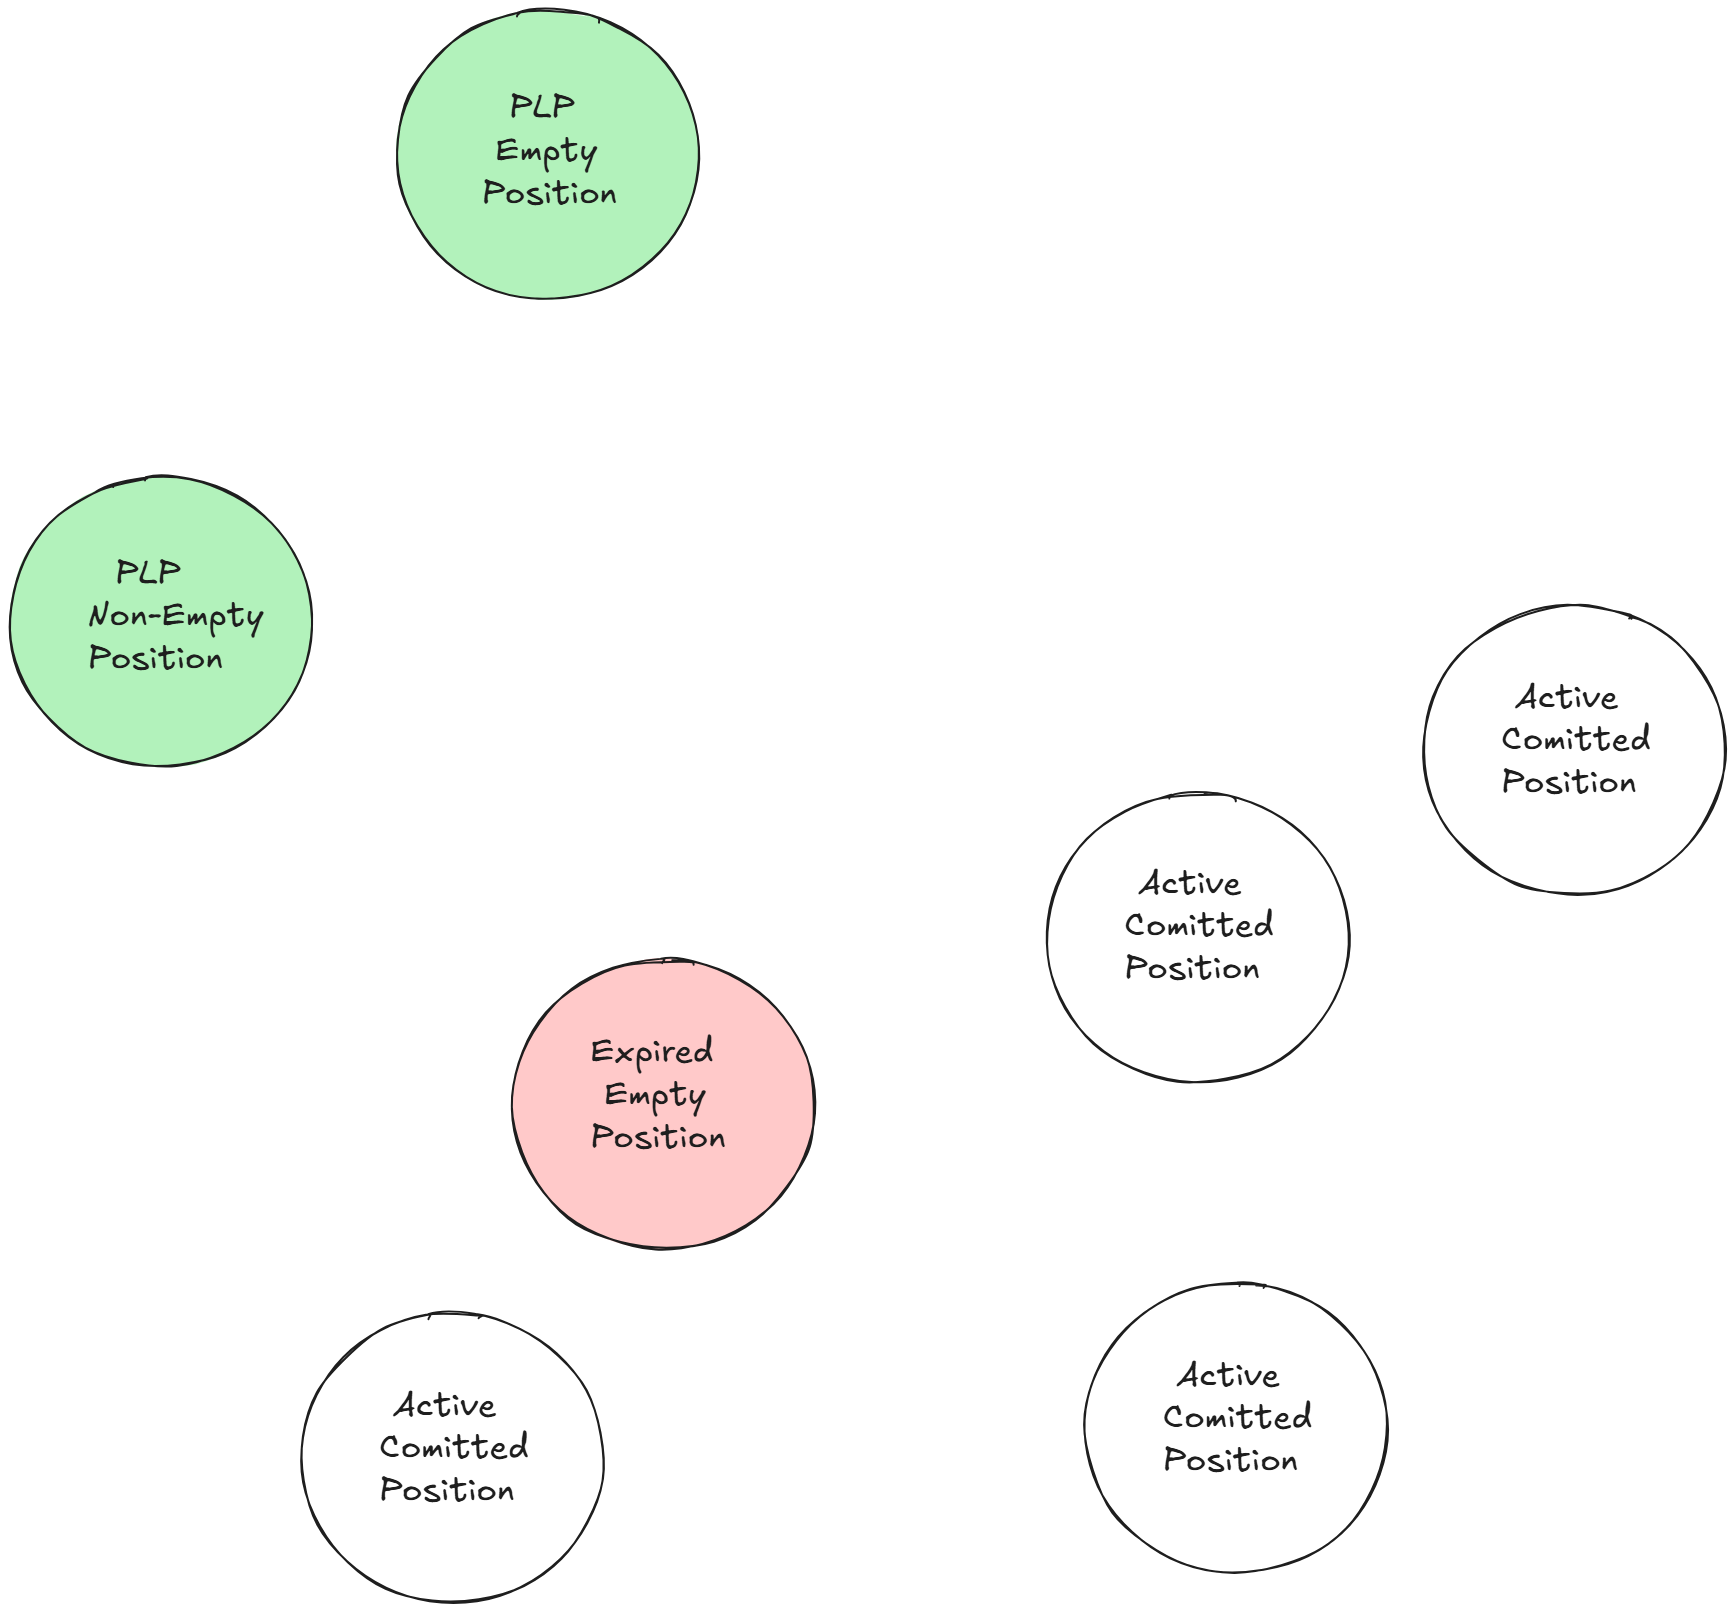 PLP
Empty
Position
PLP
Non-Empty
Position
Active
Comitted
Position
Active
Comitted
Position
Expired
Empty
Position
Active
Comitted
Position
Active
Comitted
Position